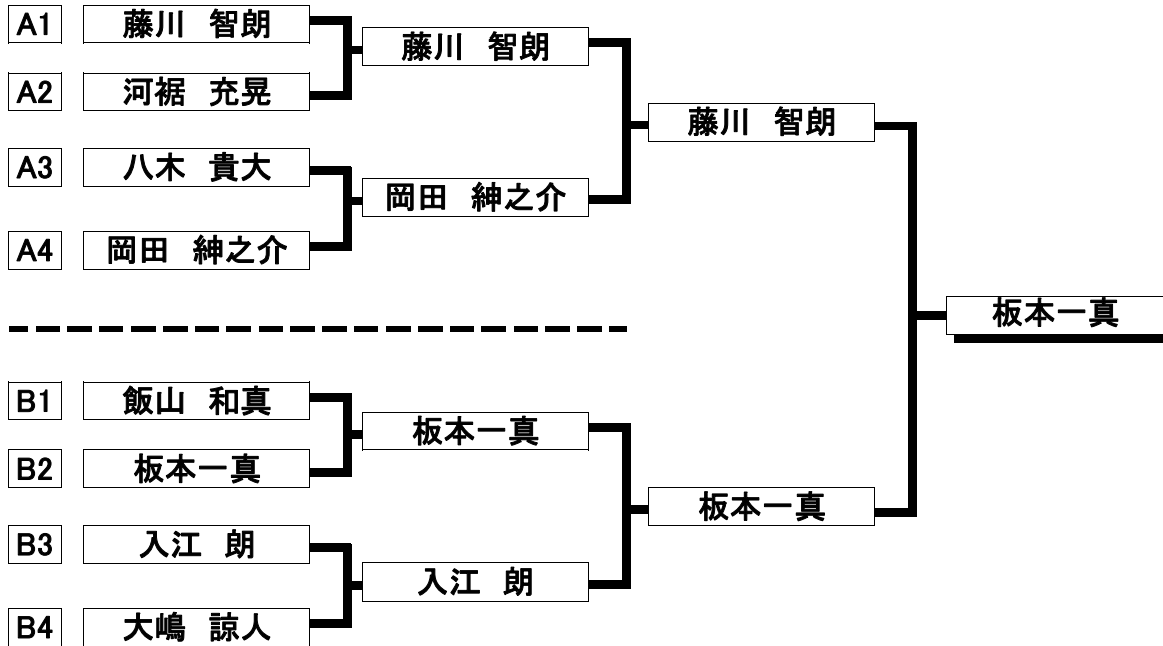 A1 藤川　智朗
藤川　智朗
A2 河裾　充晃
藤川　智朗
A3 八木　貴大
岡田　紳之介
A4 岡田　紳之介
板本一真
B1 飯山　和真
板本一真
B2 板本一真
板本一真
B3 入江　朗
入江　朗
B4 大嶋　諒人